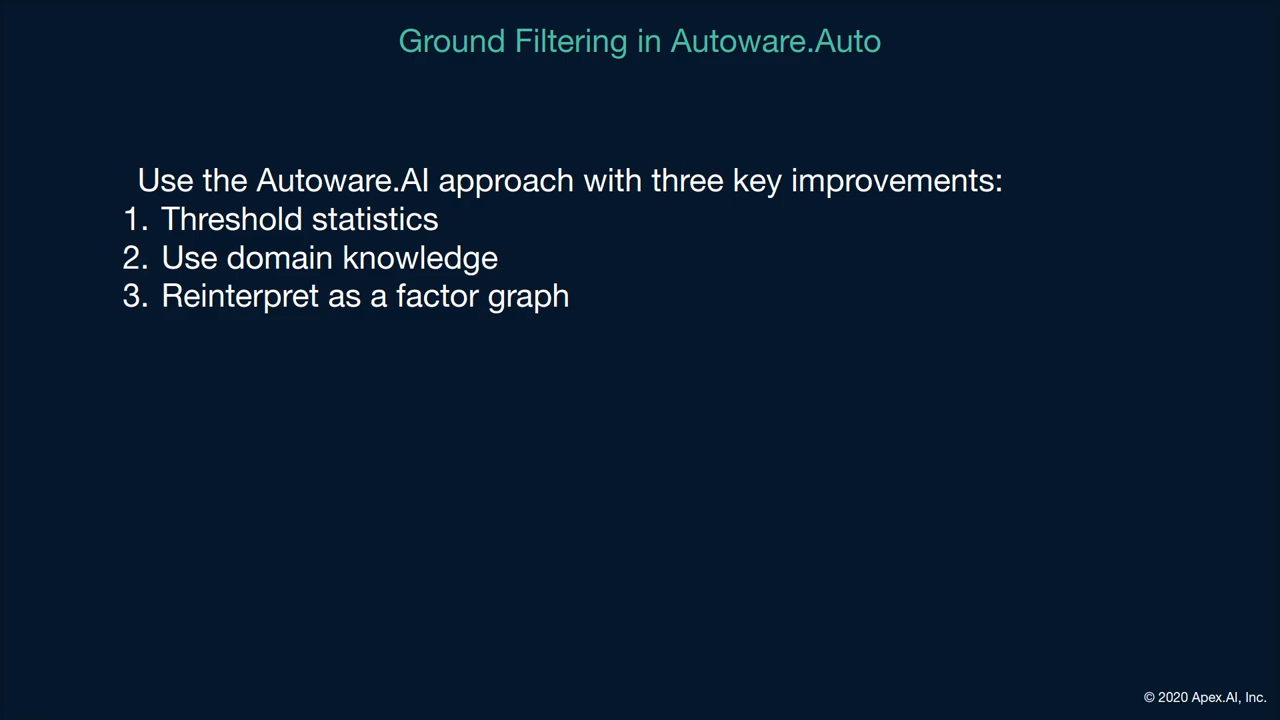 Ground Filtering in Autoware.Auto
Use the Autoware.AI approach with three key improvements:
1. Threshold statistics
2. Use domain knowledge
3. Reinterpret as a factor graph
© 2020 Apex.AI, Inc.